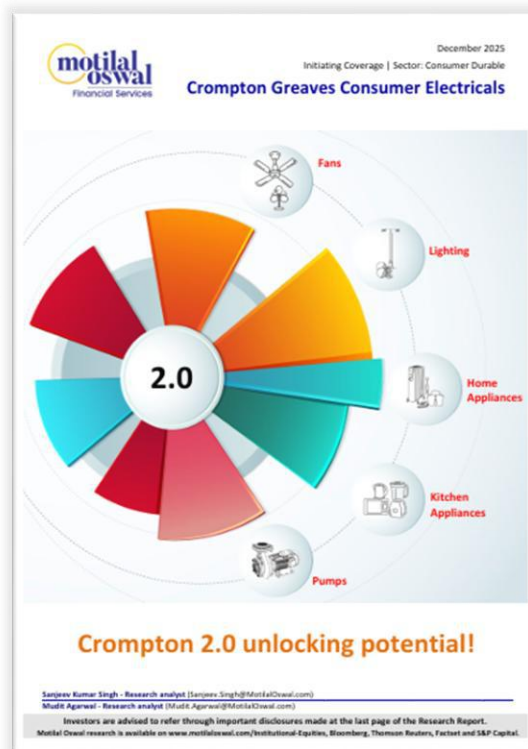 motilal
oswal
Financial Services
December 2025
Initiating Coverage | Sector: Consumer Durable
Crompton Greaves Consumer Electricals
Fans
Lighting
2.0
Home
Appliances
Kitchen
Appliances
Pumps
Crompton 2.0 unlocking potential!
Sanjeev Kumar Singh - Research analyst (Sanjeev.Singh@MotilalOswal.com)
Mudit Agarwal - Research analyst (Mudit.Agarwal@MotilalOswal.com)
Investors are advised to refer through important disclosures made at the last page of the Research Report.
Motilal Oswal research is available on www.motilaloswal.com/Institutional-Equities, Bloomberg, Thomson Reuters, Factset and S&P Capital.